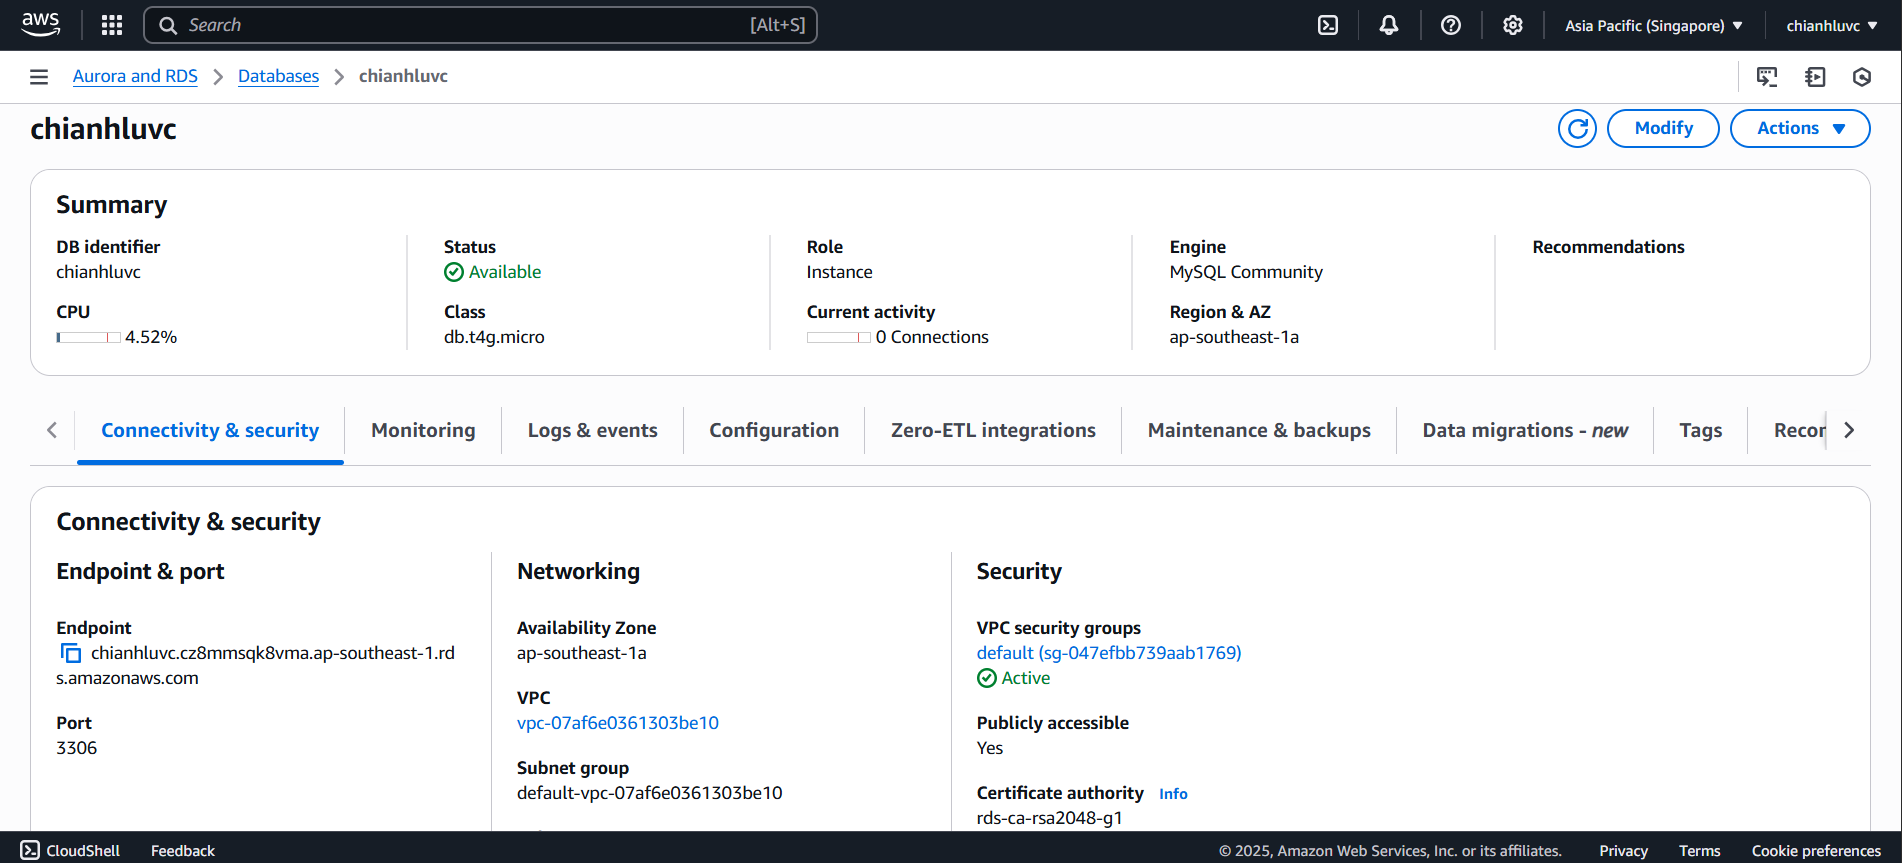 aws
Search
[Alt+S]
Asia Pacific (Singapore)
chianhluvc
Aurora and RDS
Databases
chianhluvc
chianhluvc
Modify
Actions
Summary
DB identifier
chianhluvc
CPU
4.52%
Status
Available
Class
db.t4g.micro
Role
Instance
Current activity
0 Connections
Engine
MySQL Community
Region & AZ
ap-southeast-1a
Recommendations
Connectivity & security
Monitoring
Logs & events
Configuration
Zero-ETL integrations
Maintenance & backups
Data migrations - new
Tags
Recor
Connectivity & security
Endpoint & port
Endpoint
chianhluvc.cz8mmsqk8vma.ap-southeast-1.rd
s.amazonaws.com
Port
3306
Networking
Availability Zone
ap-southeast-1a
VPC
vpc-07af6e0361303be10
Subnet group
default-vpc-07af6e0361303be10
Security
VPC security groups
default (sg-047efbb739aab1769)
Active
Publicly accessible
Yes
Certificate authority Info
rds-ca-rsa2048-g1
CloudShell
Feedback
© 2025, Amazon Web Services, Inc. or its affiliates.
Privacy
Terms
Cookie preferences